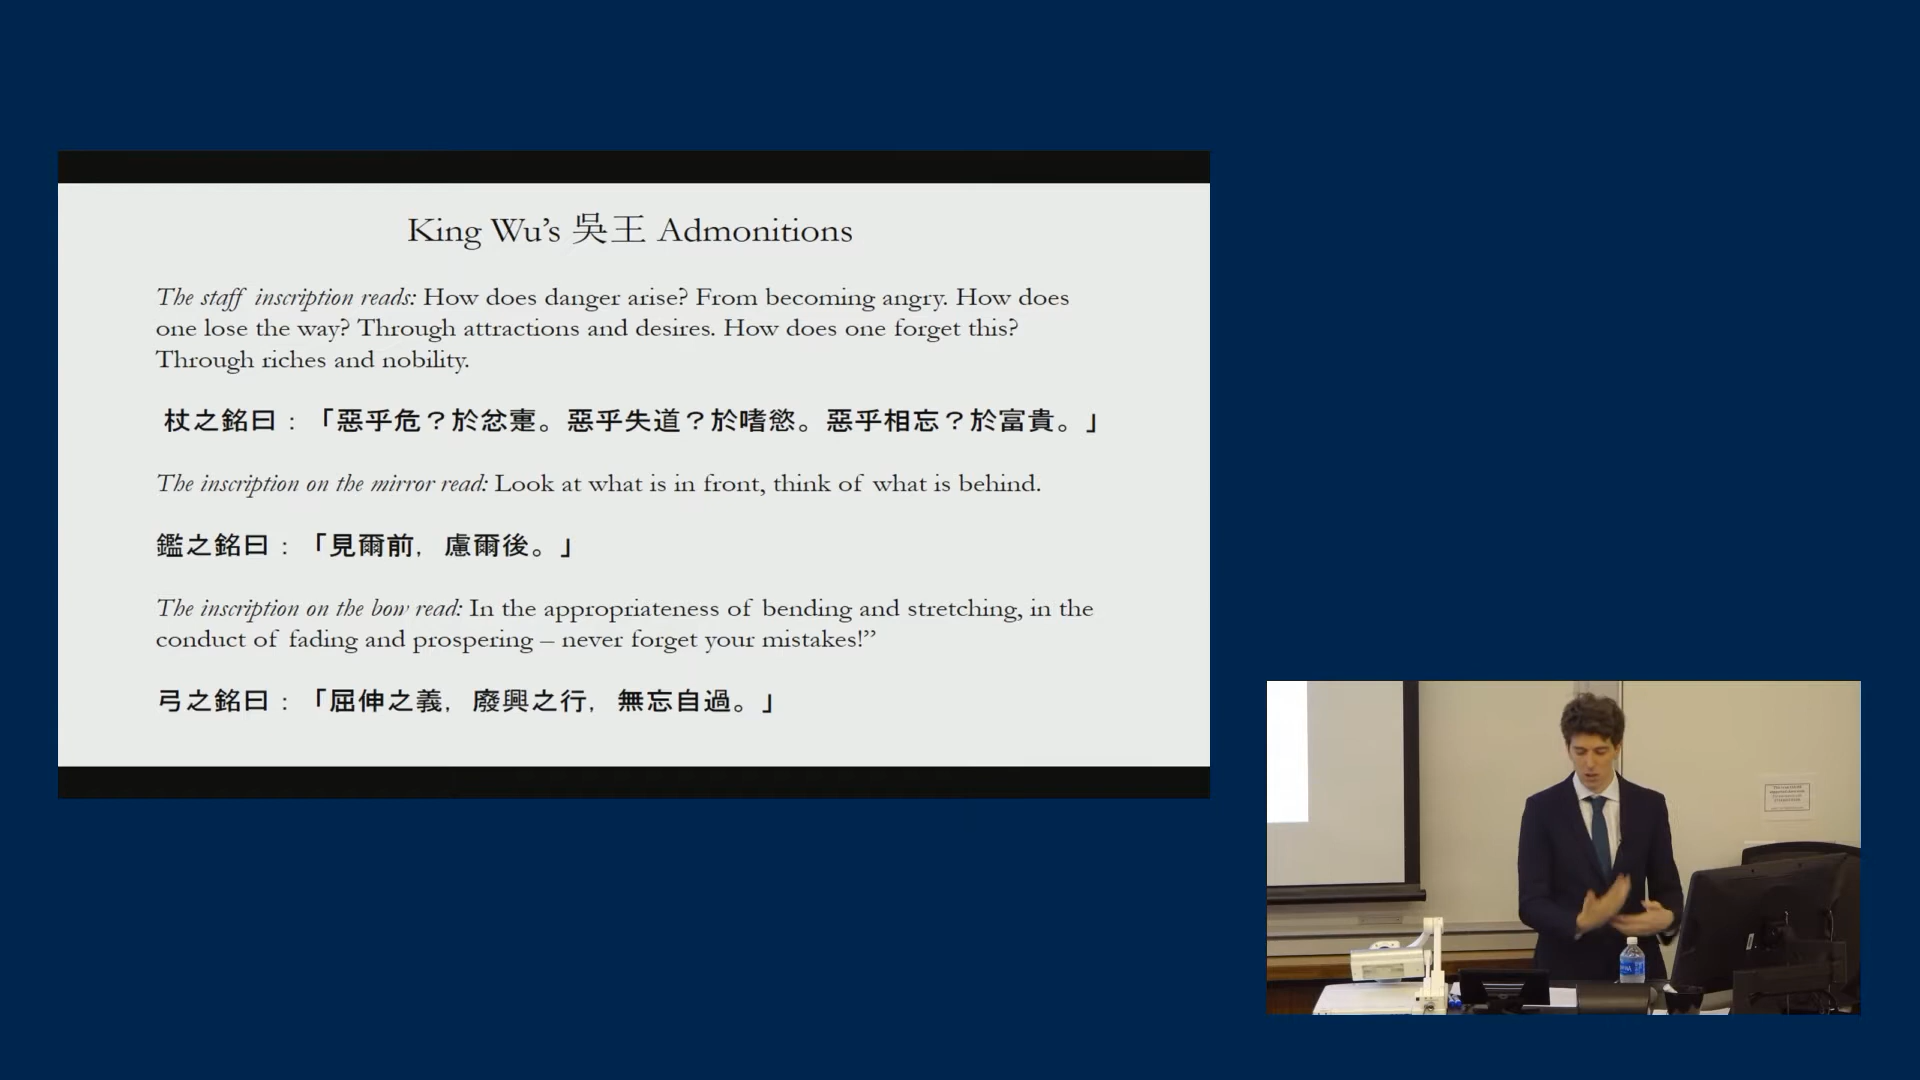 King Wu’s 吳王 Admonitions
The staff inscription reads: How does danger arise? From becoming angry. How does
one lose the way? Through attractions and desires. How does one forget this?
Through riches and nobility.
杖之銘曰：「惡乎危？於忿疐。惡乎失道？於嗜慾。惡乎相忘？於富貴。」
The inscription on the mirror read: Look at what is in front, think of what is behind.
鑑之銘曰：「見爾前，慮爾後。」
The inscription on the bow read: In the appropriateness of bending and stretching, in the
conduct of fading and prospering – never forget your mistakes!”
弓之銘曰：「屈伸之義，廢興之行，無忘自過。」